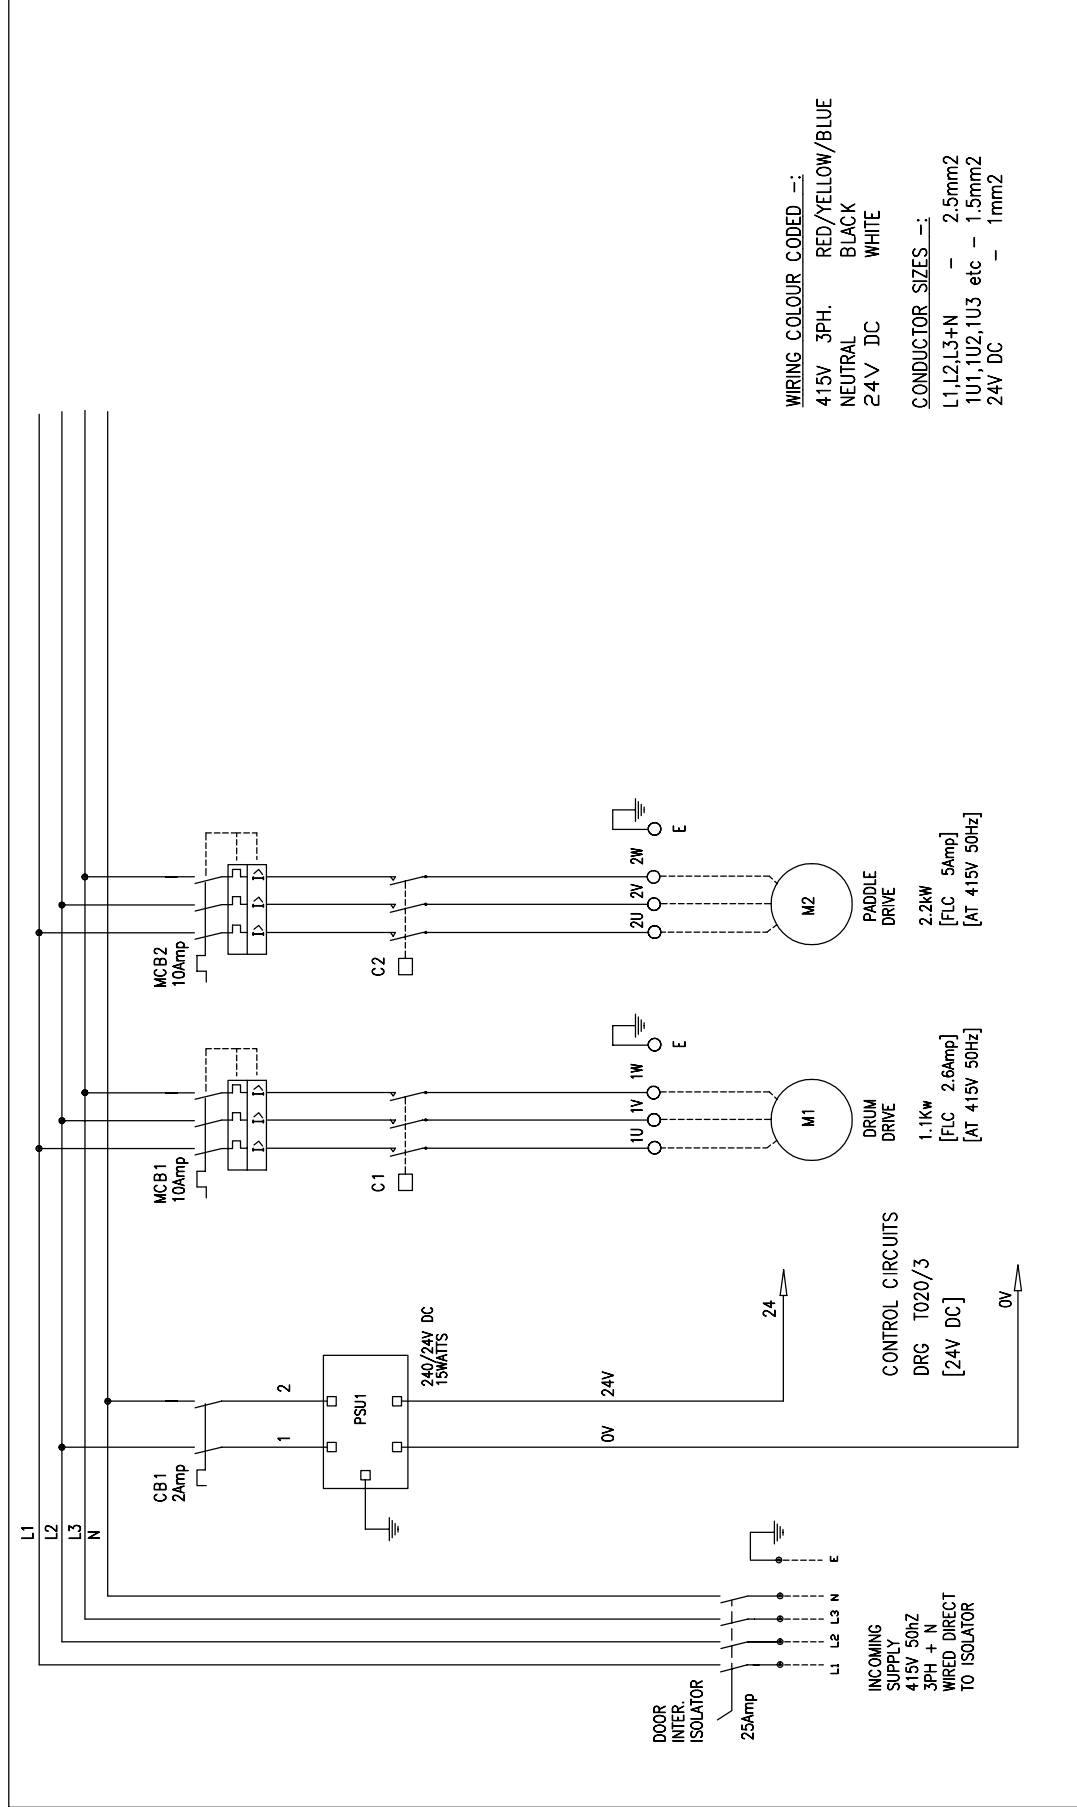 L1
L2
L3
N
CB1
2Amp
1
2
PSU1
240/24V DC
15WATTS
0V
24V
24
0V
CONTROL CIRCUITS
DRG T020/3
[24V DC]
DOOR
INTER.
ISOLATOR
25Amp
L1
L2
L3
N
E
INCOMING
SUPPLY
415V 50hZ
3PH + N
WIRED DIRECT
TO ISOLATOR
MCB1
10Amp
I>
I>
I>
C1
1U
1V
1W
E
M1
DRUM
DRIVE
1.1Kw
[FLC 2.6Amp]
[AT 415V 50Hz]
MCB2
10Amp
I>
I>
I>
C2
2U
2V
2W
E
M2
PADDLE
DRIVE
2.2kW
[FLC 5Amp]
[AT 415V 50Hz]
WIRING COLOUR CODED -:
415V 3PH. RED/YELLOW/BLUE
NEUTRAL BLACK
24V DC WHITE
CONDUCTOR SIZES -:
L1,L2,L3+N - 2.5mm2
1U1,1U2,1U3 etc - 1.5mm2
24V DC - 1mm2